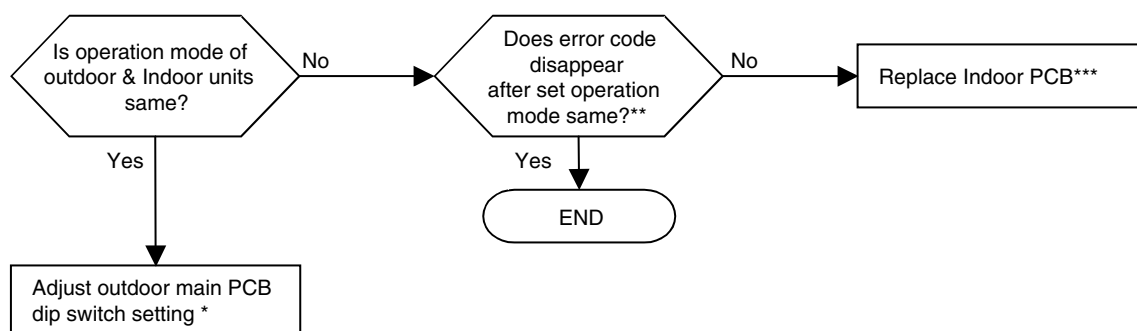 Is operation mode of
outdoor & Indoor units
same?
No
Does error code
disappear
after set operation
mode same?**
No
Replace Indoor PCB***
Yes
Yes
END
Adjust outdoor main PCB
dip switch setting *